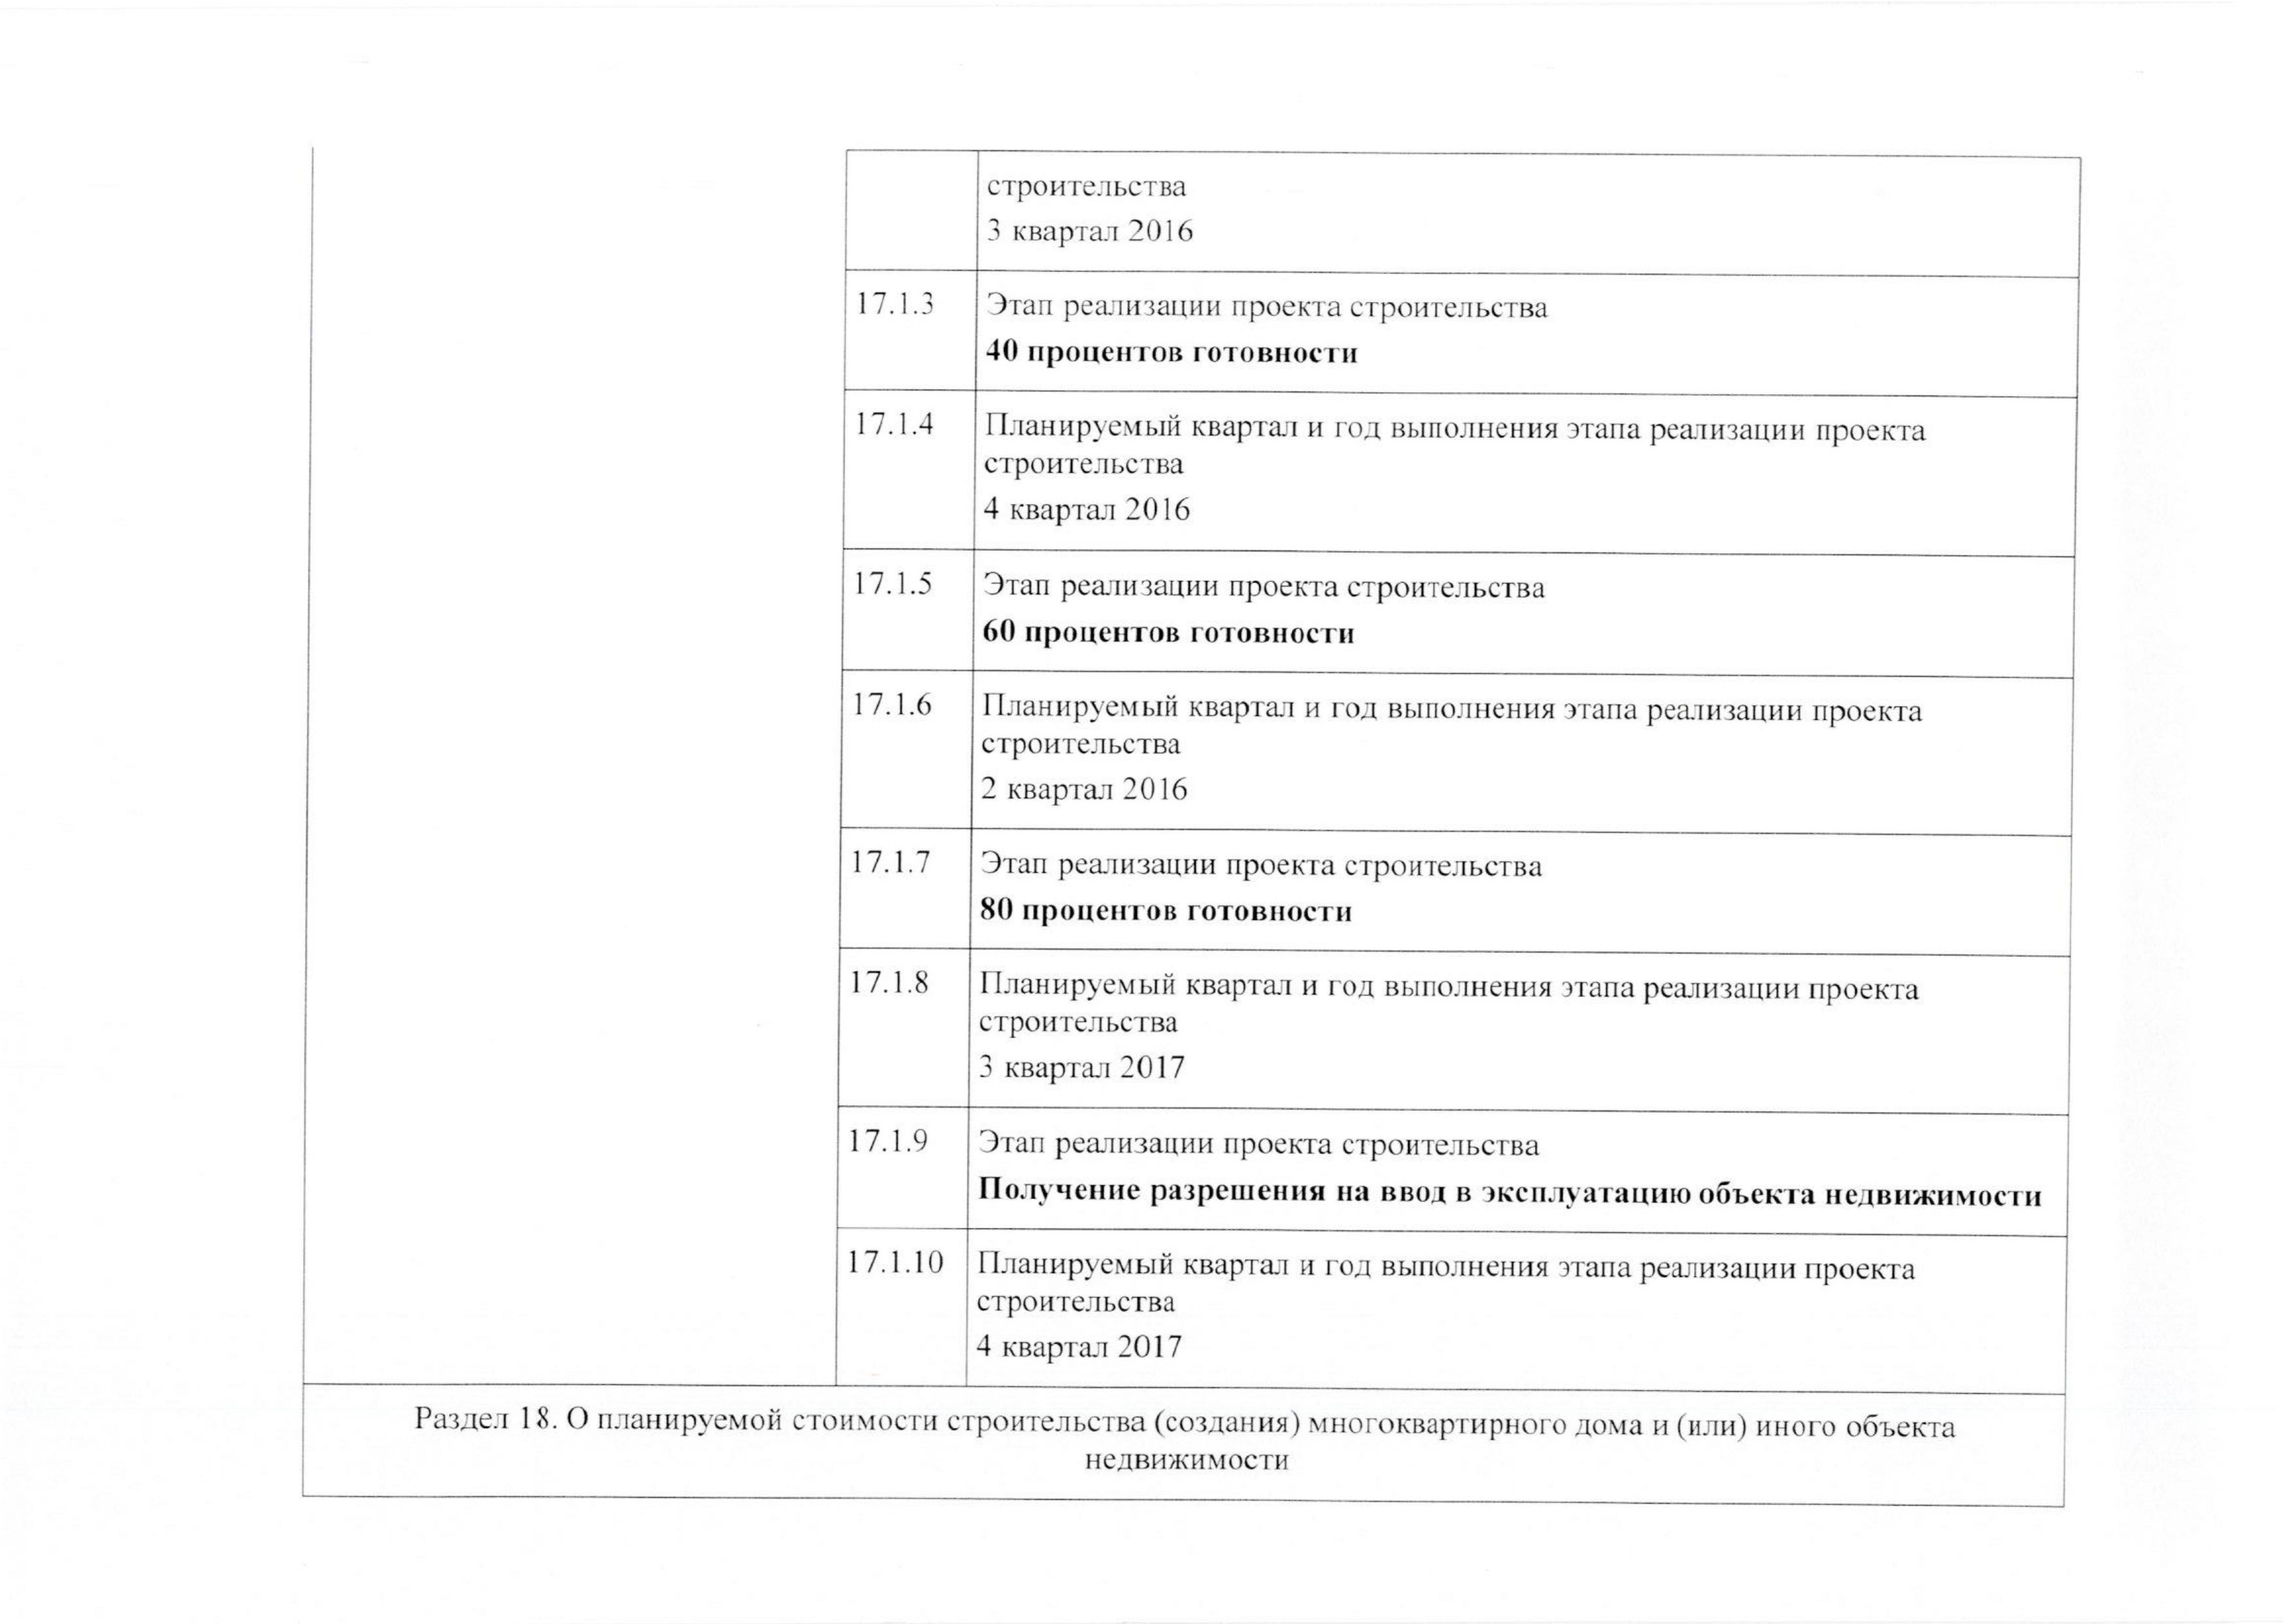 строительства
3 квартал 2016
17.1.3 Этап реализации проекта строительства
40 процентов готовности
17.1.4 Планируемый квартал и год выполнения этапа реализации проекта
строительства
4 квартал 2016
17.1.5 Этап реализации проекта строительства
60 процентов готовности
17.1.6 Планируемый квартал и год выполнения этапа реализации проекта
строительства
2 квартал 2016
17.1.7 Этап реализации проекта строительства
80 процентов готовности
17.1.8 Планируемый квартал и год выполнения этапа реализации проекта
строительства
3 квартал 2017
17.1.9 Этап реализации проекта строительства
Получение разрешения на ввод в эксплуатацию объекта недвижимости
17.1.10 Планируемый квартал и год выполнения этапа реализации проекта
строительства
4 квартал 2017
Раздел 18. О планируемой стоимости строительства (создания) многоквартирного дома и (или) иного объекта
недвижимости